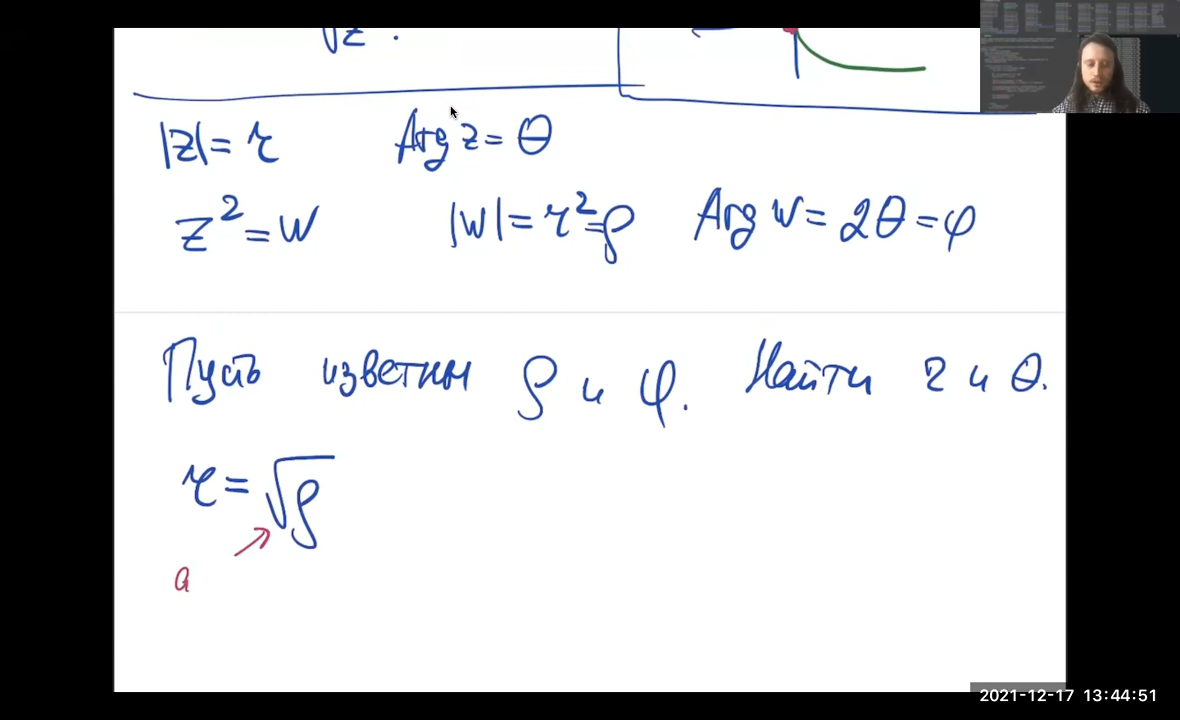 √z .
|z| = r Arg z = θ
z² = w |w| = r² = ρ Arg w = 2θ = φ
Пусть известны ρ и φ. Найти r и θ.
r = √ρ
a
2021-12-17 13:44:51